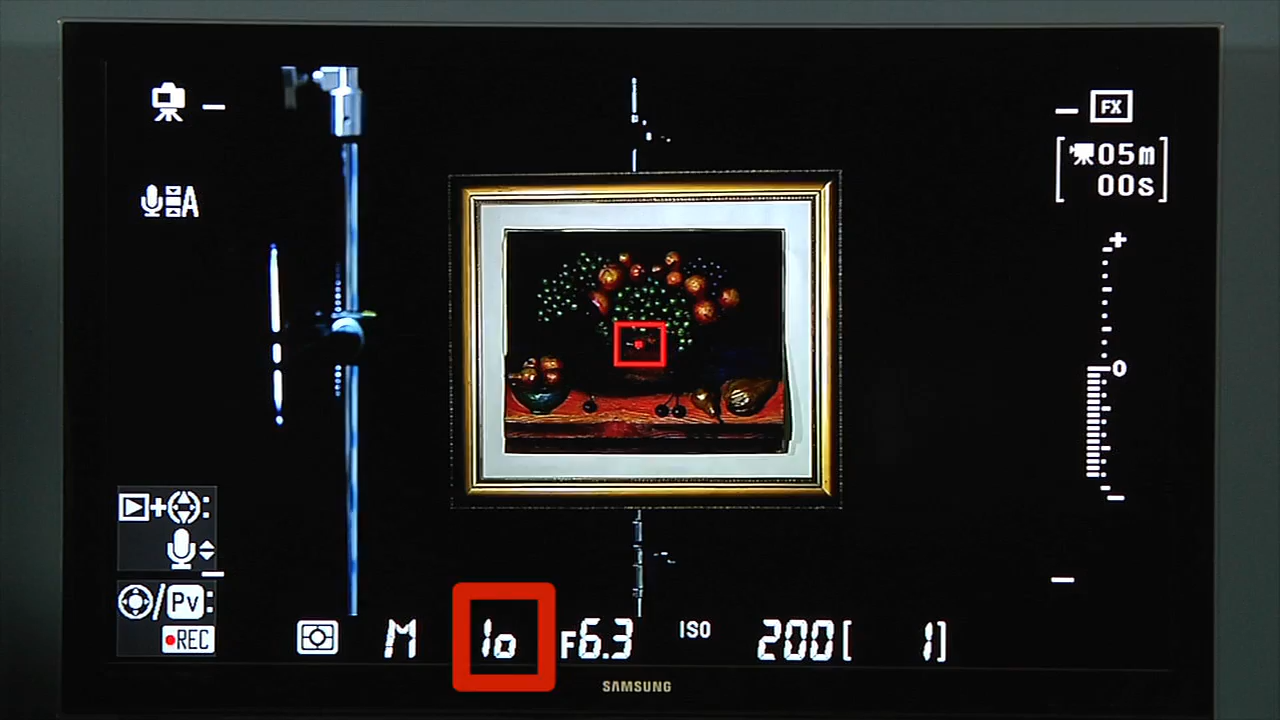 FX
05m
00s
A
+
0
+ :
/ Pv :
REC
M 1o F6.3 ISO 200[ 1]
SAMSUNG